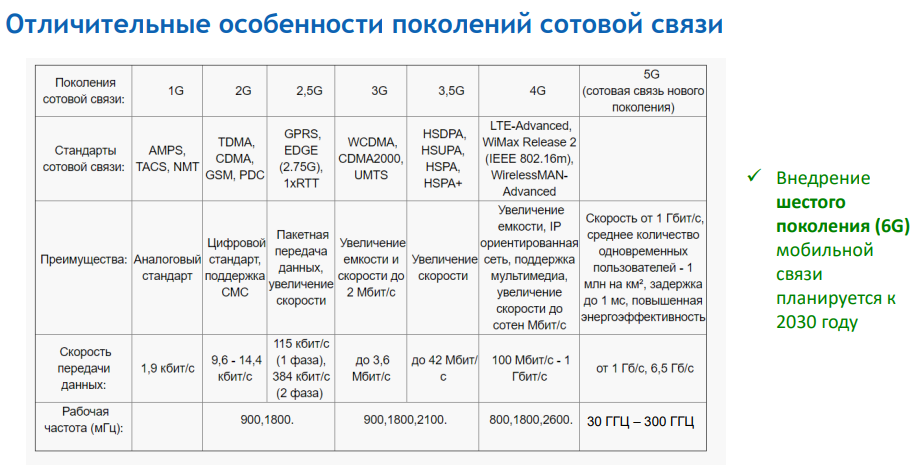 Отличительные особенности поколений сотовой связи
Поколения
сотовой связи:
1G
2G
2,5G
3G
3,5G
4G
5G
(сотовая связь нового
поколения)
Стандарты
сотовой связи:
AMPS,
TACS, NMT
TDMA,
CDMA,
GSM, PDC
GPRS,
EDGE
(2.75G),
1xRTT
WCDMA,
CDMA2000,
UMTS
HSDPA,
HSUPA,
HSPA,
HSPA+
LTE-Advanced,
WiMax Release 2
(IEEE 802.16m),
WirelessMAN-
Advanced
Преимущества:
Аналоговый
стандарт
Цифровой
стандарт,
поддержка
СМС
Пакетная
передача
данных,
увеличение
скорости
Увеличение
емкости и
скорости до
2 Мбит/с
Увеличение
скорости
Увеличение
емкости, IP
ориентированная
сеть, поддержка
мультимедиа,
увеличение
скорости до
сотен Мбит/с
Скорость от 1 Гбит/с,
среднее количество
одновременных
пользователей - 1
млн на км², задержка
до 1 мс, повышенная
энергоэффективность
Скорость
передачи
данных:
1,9 кбит/с
9,6 - 14,4
кбит/с
115 кбит/с
(1 фаза),
384 кбит/с
(2 фаза)
до 3,6
Мбит/с
до 42 Мбит/
с
100 Мбит/с - 1
Гбит/с
от 1 Гб/с, 6,5 Гб/с
Рабочая
частота (мГц):
900,1800.
900,1800,2100.
800,1800,2600.
30 ГГЦ – 300 ГГЦ
✓ Внедрение
шестого
поколения (6G)
мобильной
связи
планируется к
2030 году